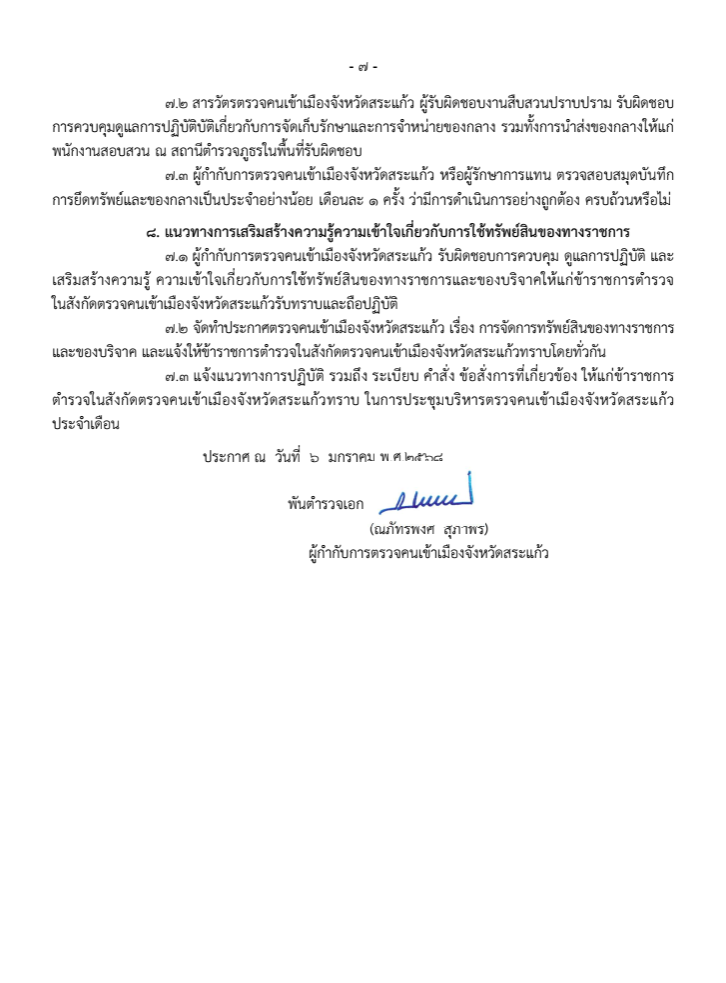 - ๗ -
๗.๒ สารวัตรตรวจคนเข้าเมืองจังหวัดสระแก้ว ผู้รับผิดชอบงานสืบสวนปราบปราม รับผิดชอบ
การควบคุมดูแลการปฏิบัติบัติเกี่ยวกับการจัดเก็บรักษาและการจำหน่ายของกลาง รวมทั้งการนำส่งของกลางให้แก่
พนักงานสอบสวน ณ สถานีตำรวจภูธรในพื้นที่รับผิดชอบ
๗.๓ ผู้กำกับการตรวจคนเข้าเมืองจังหวัดสระแก้ว หรือผู้รักษาการแทน ตรวจสอบสมุดบันทึก
การยึดทรัพย์และของกลางเป็นประจำอย่างน้อย เดือนละ ๑ ครั้ง ว่ามีการดำเนินการอย่างถูกต้อง ครบถ้วนหรือไม่
๘. แนวทางการเสริมสร้างความรู้ความเข้าใจเกี่ยวกับการใช้ทรัพย์สินของทางราชการ
๗.๑ ผู้กำกับการตรวจคนเข้าเมืองจังหวัดสระแก้ว รับผิดชอบการควบคุม ดูแลการปฏิบัติ และ
เสริมสร้างความรู้ ความเข้าใจเกี่ยวกับการใช้ทรัพย์สินของทางราชการและของบริจาคให้แก่ข้าราชการตำรวจ
ในสังกัดตรวจคนเข้าเมืองจังหวัดสระแก้วรับทราบและถือปฏิบัติ
๗.๒ จัดทำประกาศตรวจคนเข้าเมืองจังหวัดสระแก้ว เรื่อง การจัดการทรัพย์สินของทางราชการ
และของบริจาค และแจ้งให้ข้าราชการตำรวจในสังกัดตรวจคนเข้าเมืองจังหวัดสระแก้วทราบโดยทั่วกัน
๗.๓ แจ้งแนวทางการปฏิบัติ รวมถึง ระเบียบ คำสั่ง ข้อสั่งการที่เกี่ยวข้อง ให้แก่ข้าราชการ
ตำรวจในสังกัดตรวจคนเข้าเมืองจังหวัดสระแก้วทราบ ในการประชุมบริหารตรวจคนเข้าเมืองจังหวัดสระแก้ว
ประจำเดือน
ประกาศ ณ วันที่ ๖ มกราคม พ.ศ.๒๕๖๘
พันตำรวจเอก
(ณภัทรพงศ สุภาพร)
ผู้กำกับการตรวจคนเข้าเมืองจังหวัดสระแก้ว